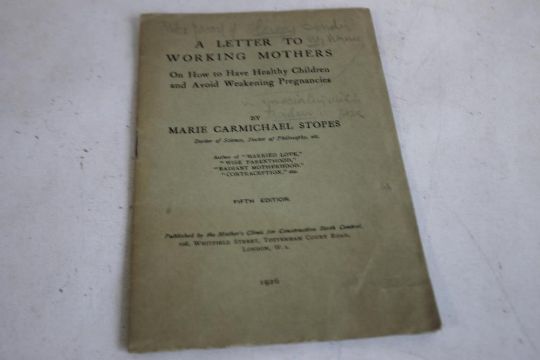 A LETTER TO
WORKING MOTHERS
On How to Have Healthy Children
and Avoid Weakening Pregnancies
BY
MARIE CARMICHAEL STOPES
Doctor of Science, Doctor of Philosophy, etc.
Author of "MARRIED LOVE,"
"WISE PARENTHOOD,"
"RADIANT MOTHERHOOD,"
"CONTRACEPTION," etc.
FIFTH EDITION
Published by the Mother's Clinic for Constructive Birth Control,
108, WHITFIELD STREET, TOTTENHAM COURT ROAD,
LONDON, W. 1.
1926